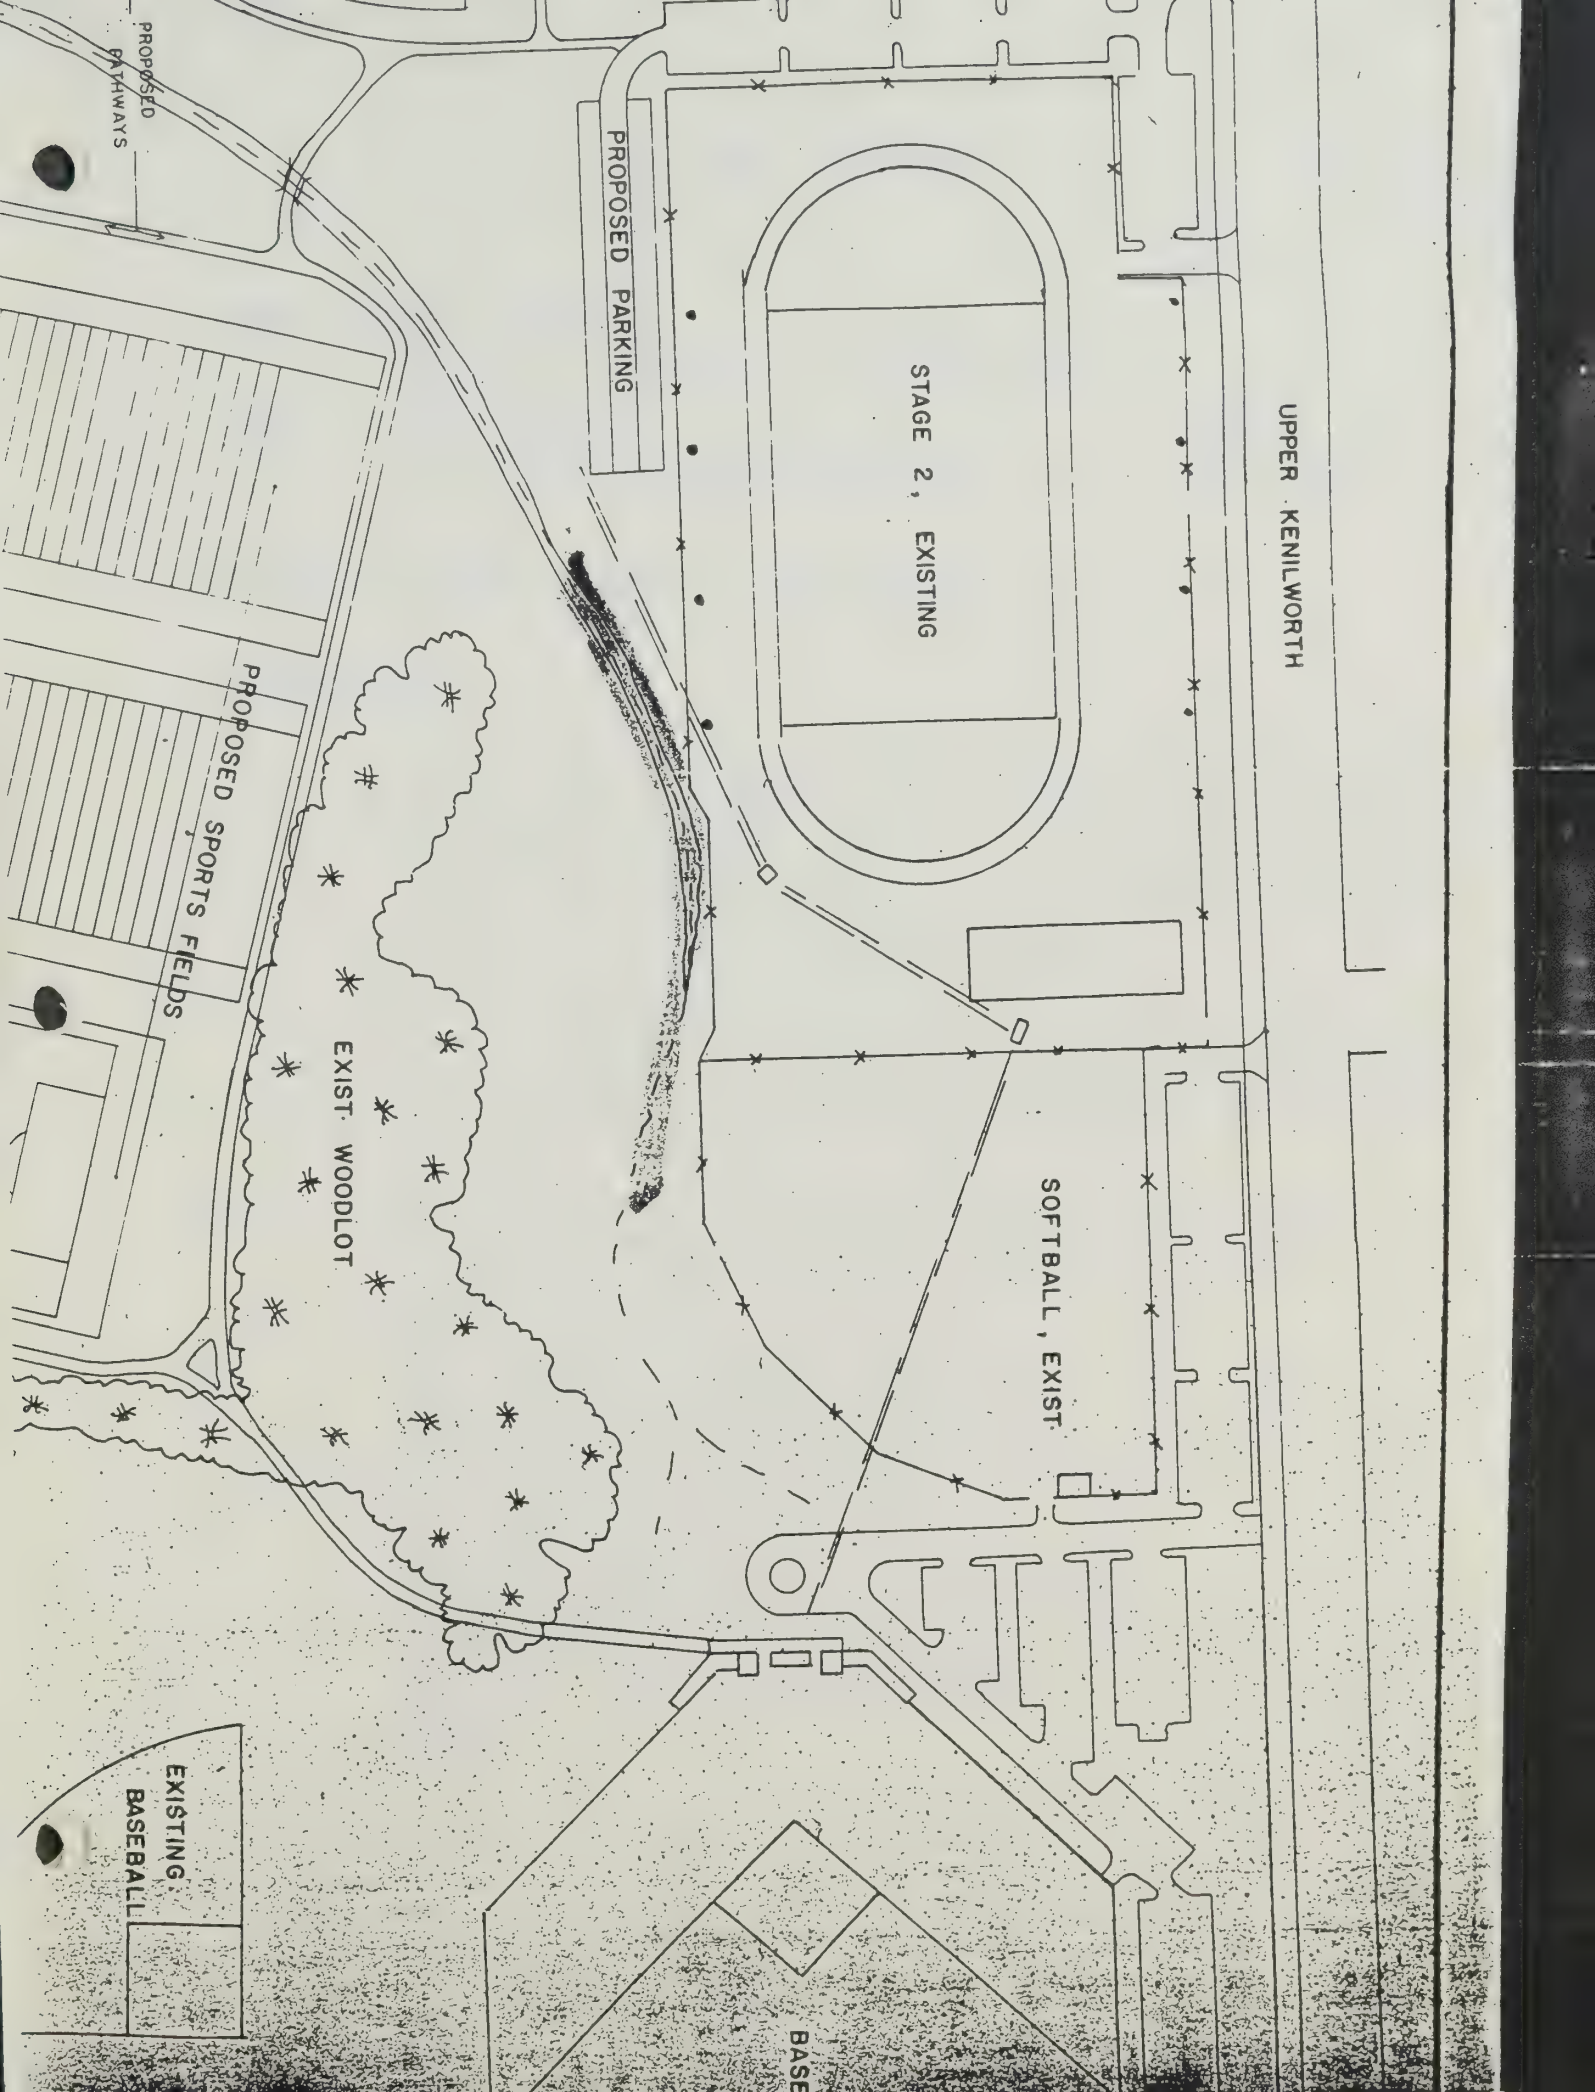 UPPER KENILWORTH
STAGE 2, EXISTING
SOFTBALL, EXIST.
PROPOSED PARKING
PROPOSED
PATHWAYS
EXIST. WOODLOT
PROPOSED SPORTS FIELDS
EXISTING
BASEBALL
BASE